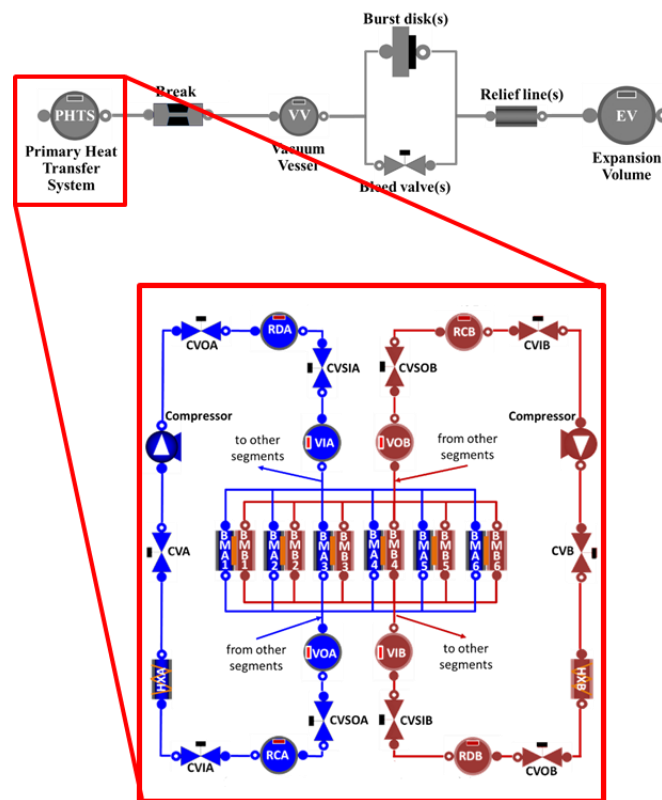 Burst disk(s)
Break
Relief line(s)
PHTS
VV
EV
Primary Heat
Transfer
System
Vacuum
Vessel
Bleed valve(s)
Expansion
Volume
RDA
RCB
CVOA
CVIB
CVSIA
CVSOB
Compressor
Compressor
VIA
VOB
to other
segments
from other
segments
BMA1
BMB1
BMA2
BMB2
BMA3
BMB3
BMA4
BMB4
BMA5
BMB5
BMA6
BMB6
CVA
CVB
from other
segments
to other
segments
VOA
VIB
HXA
HXB
CVSOA
CVSIB
CVIA
RCA
RDB
CVOB